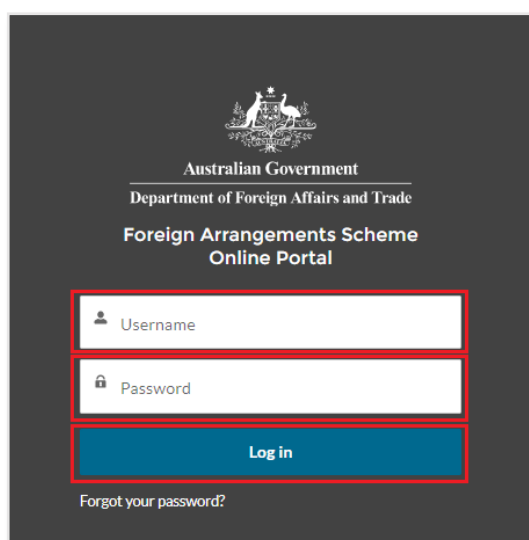 Australian Government
Department of Foreign Affairs and Trade
Foreign Arrangements Scheme
Online Portal
Username
Password
Log in
Forgot your password?